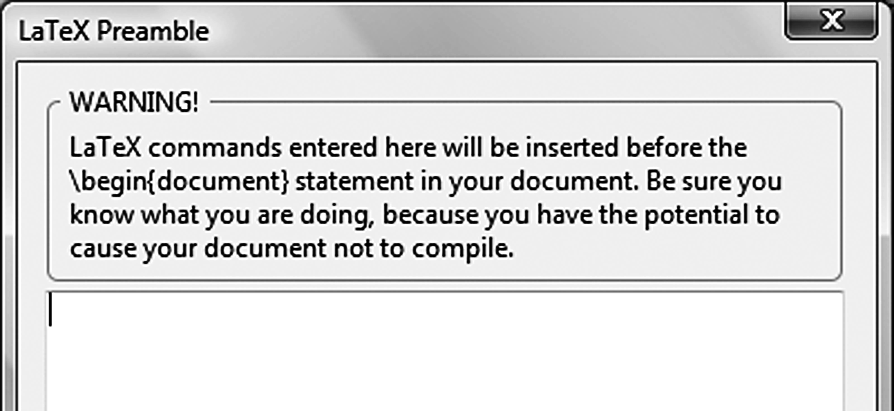 LaTeX Preamble
WARNING!
LaTeX commands entered here will be inserted before the
\begin{document} statement in your document. Be sure you
know what you are doing, because you have the potential to
cause your document not to compile.